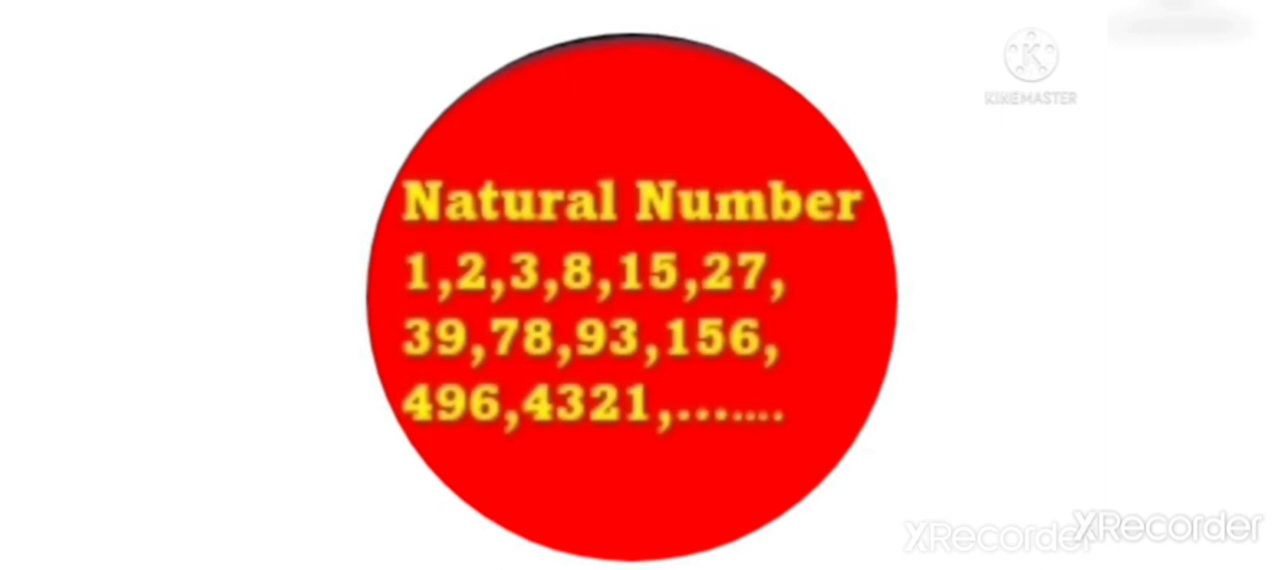 KINEMASTER
Natural Number
1,2,3,8,15,27,
39,78,93,156,
496,4321,.......
XRecorder
XRecorder